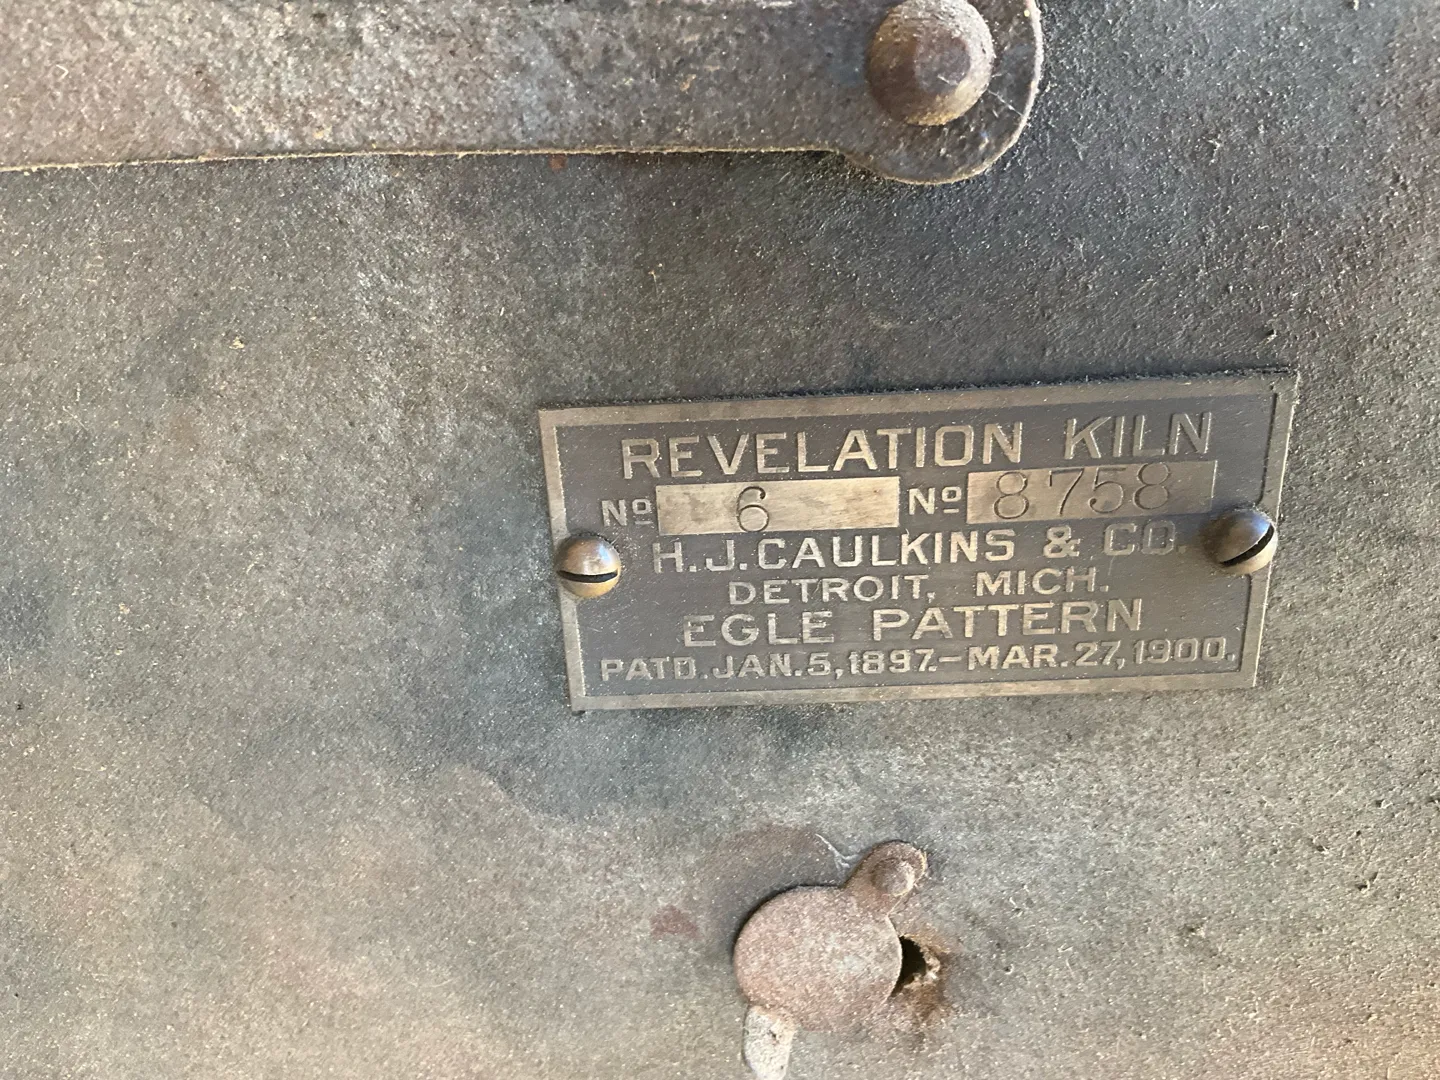 REVELATION KILN
Nº 6 Nº 8758
H.J. CAULKINS & CO.
DETROIT, MICH.
EGLE PATTERN
PATD. JAN. 5, 1897.–MAR. 27, 1900.